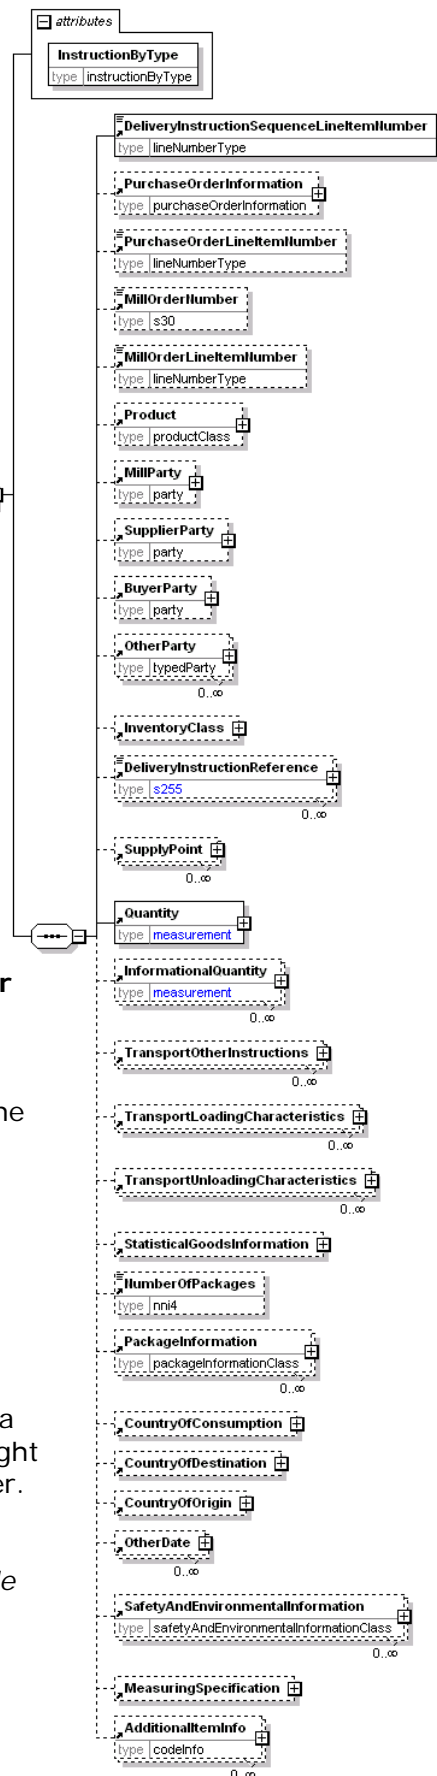 attributes
InstructionByType
type instructionByType
DeliveryInstructionSequenceLineItemNumber
type lineNumberType
PurchaseOrderInformation
type purchaseOrderInformation
PurchaseOrderLineItemNumber
type lineNumberType
MillOrderNumber
type s30
MillOrderLineItemNumber
type lineNumberType
Product
type productClass
MillParty
type party
SupplierParty
type party
BuyerParty
type party
OtherParty
type typedParty
0..∞
InventoryClass
DeliveryInstructionReference
type s255
0..∞
SupplyPoint
0..∞
Quantity
type measurement
r
InformationalQuantity
type measurement
0..∞
TransportOtherInstructions
0..∞
ne
TransportLoadingCharacteristics
0..∞
TransportUnloadingCharacteristics
0..∞
StatisticalGoodsInformation
NumberOfPackages
type nni4
PackageInformation
type packageInformationClass
0..∞
a
CountryOfConsumption
ght
CountryOfDestination
er.
CountryOfOrigin
OtherDate
0..∞
le
SafetyAndEnvironmentalInformation
type safetyAndEnvironmentalInformationClass
0..∞
MeasuringSpecification
AdditionalItemInfo
type codeInfo
0..∞